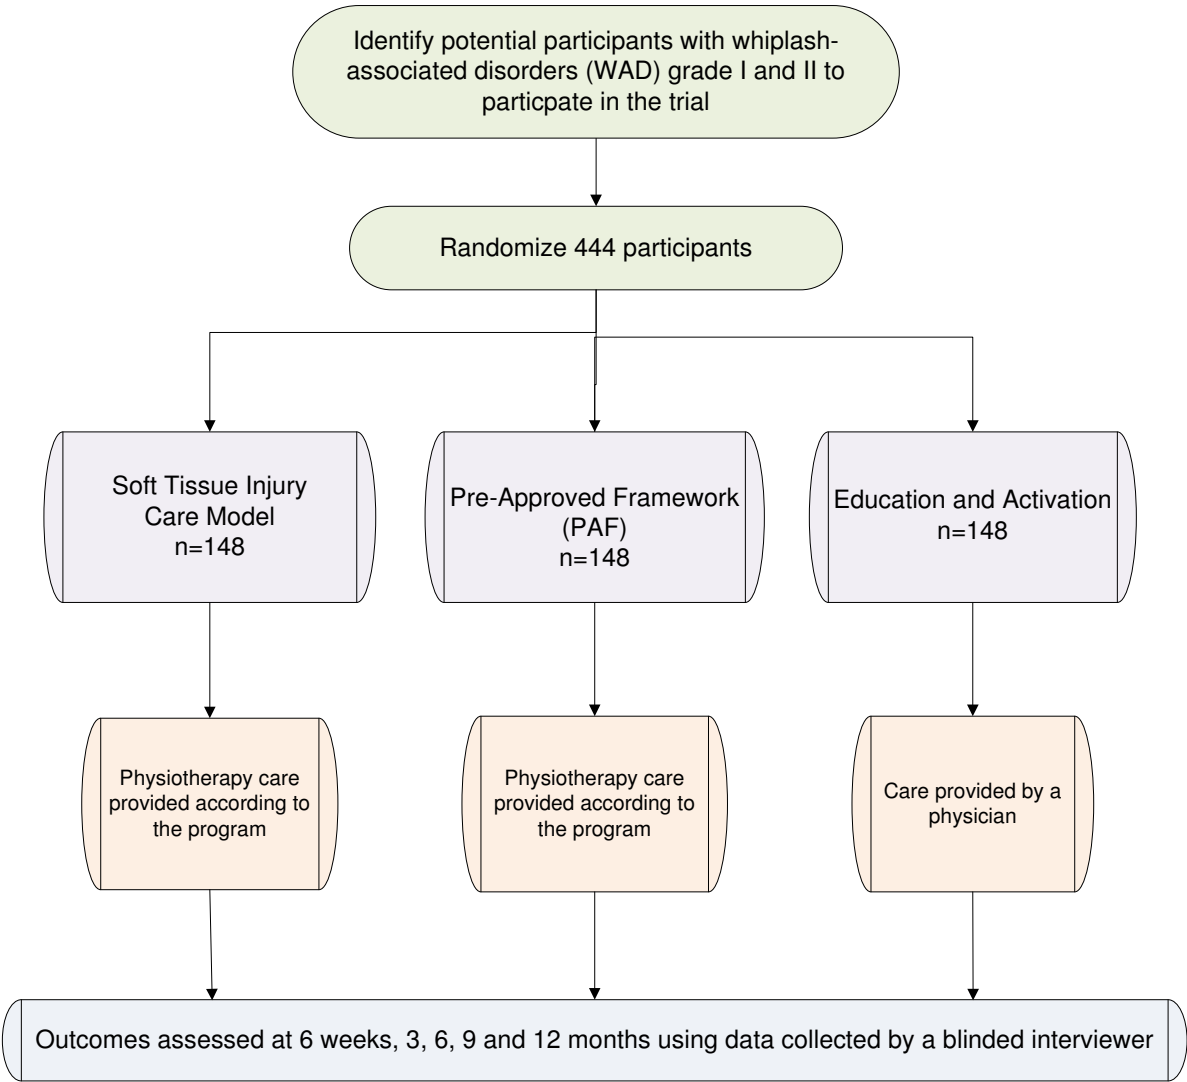 Identify potential participants with whiplash-
associated disorders (WAD) grade I and II to
particpate in the trial
Randomize 444 participants
Soft Tissue Injury
Care Model
n=148
Pre-Approved Framework
(PAF)
n=148
Education and Activation
n=148
Physiotherapy care
provided according to
the program
Physiotherapy care
provided according to
the program
Care provided by a
physician
Outcomes assessed at 6 weeks, 3, 6, 9 and 12 months using data collected by a blinded interviewer